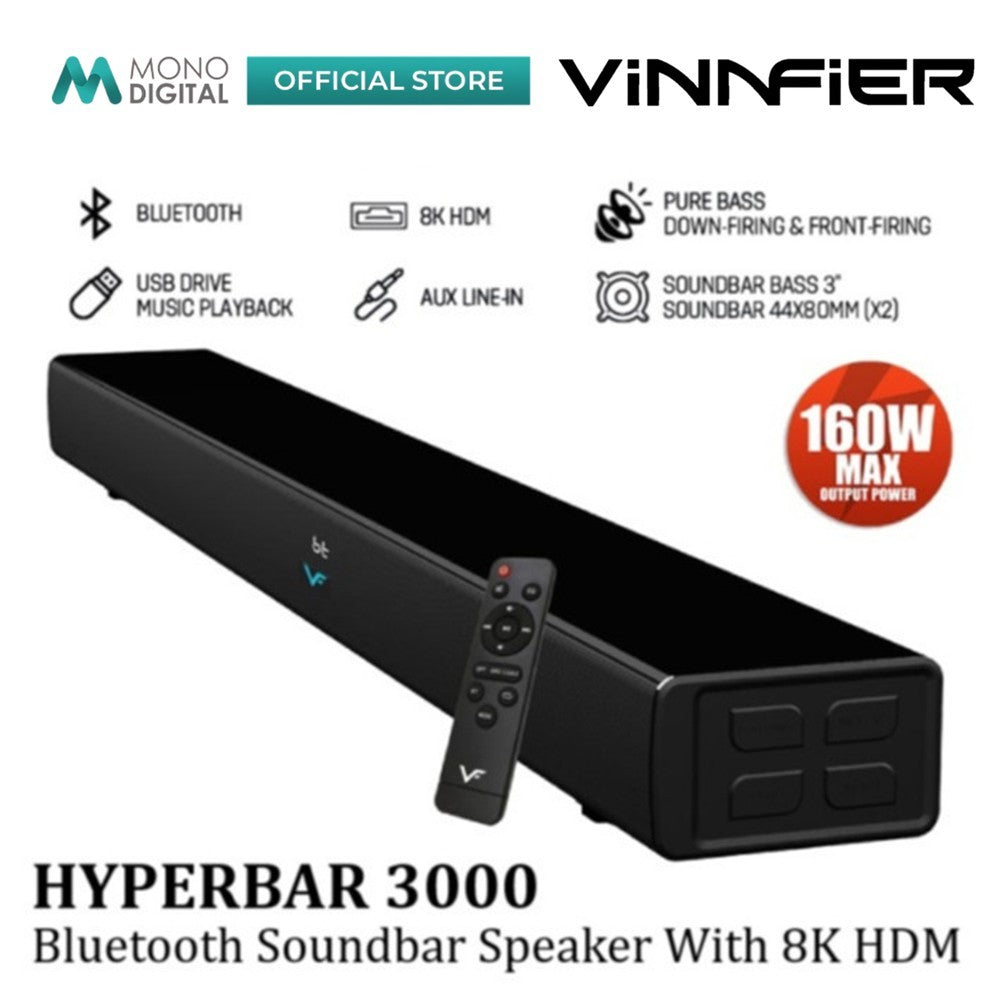 MONO
DIGITAL
OFFICIAL STORE
ViNNFiER
BLUETOOTH
8K HDM
PURE BASS
DOWN-FIRING & FRONT-FIRING
USB DRIVE
MUSIC PLAYBACK
AUX LINE-IN
SOUNDBAR BASS 3"
SOUNDBAR 44X80MM (X2)
160W
MAX
OUTPUT POWER
bt
VF
VF
HYPERBAR 3000
Bluetooth Soundbar Speaker With 8K HDM